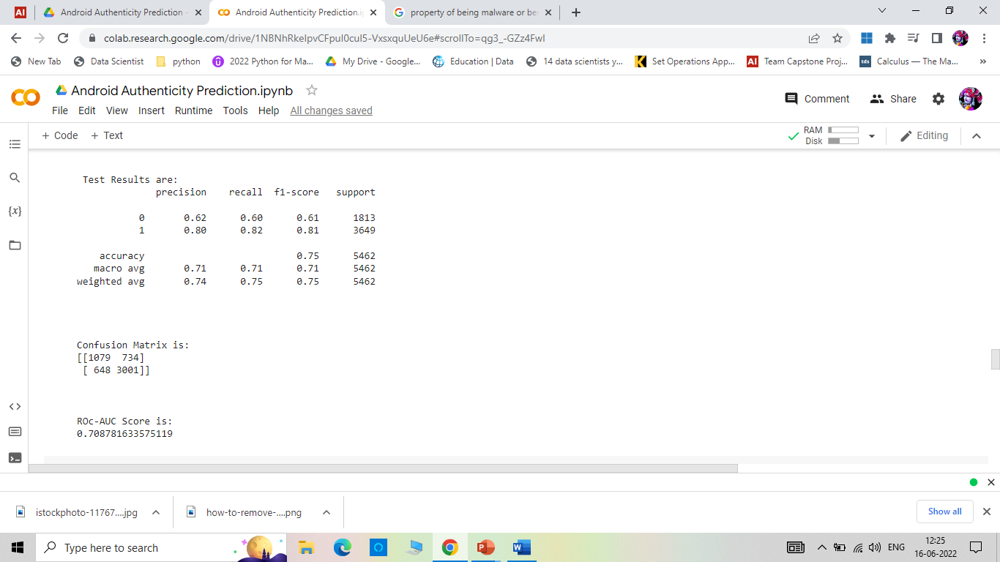 AI
Android Authenticity Prediction -
Android Authenticity Prediction.i
property of being malware or be
colab.research.google.com/drive/1NBNhRkeIpvCFpuI0cuI5-VxsxquUeU6e#scrollTo=qg3_-GZz4FwI
New Tab
Data Scientist
python
2022 Python for Ma...
My Drive - Google...
Education | Data
14 data scientists y...
Set Operations App...
AI Team Capstone Proj...
tds Calculus — The Ma...
»
Android Authenticity Prediction.ipynb
File Edit View Insert Runtime Tools Help All changes saved
Comment
Share
+ Code + Text
RAM
Disk
Editing
{x}
Test Results are:
precision recall f1-score support
0 0.62 0.60 0.61 1813
1 0.80 0.82 0.81 3649
accuracy 0.75 5462
macro avg 0.71 0.71 0.71 5462
weighted avg 0.74 0.75 0.75 5462
Confusion Matrix is:
[[1079 734]
[ 648 3001]]
ROc-AUC Score is:
0.708781633575119
istockphoto-11767....jpg
how-to-remove-....png
Show all
Type here to search
ENG
12:25
16-06-2022